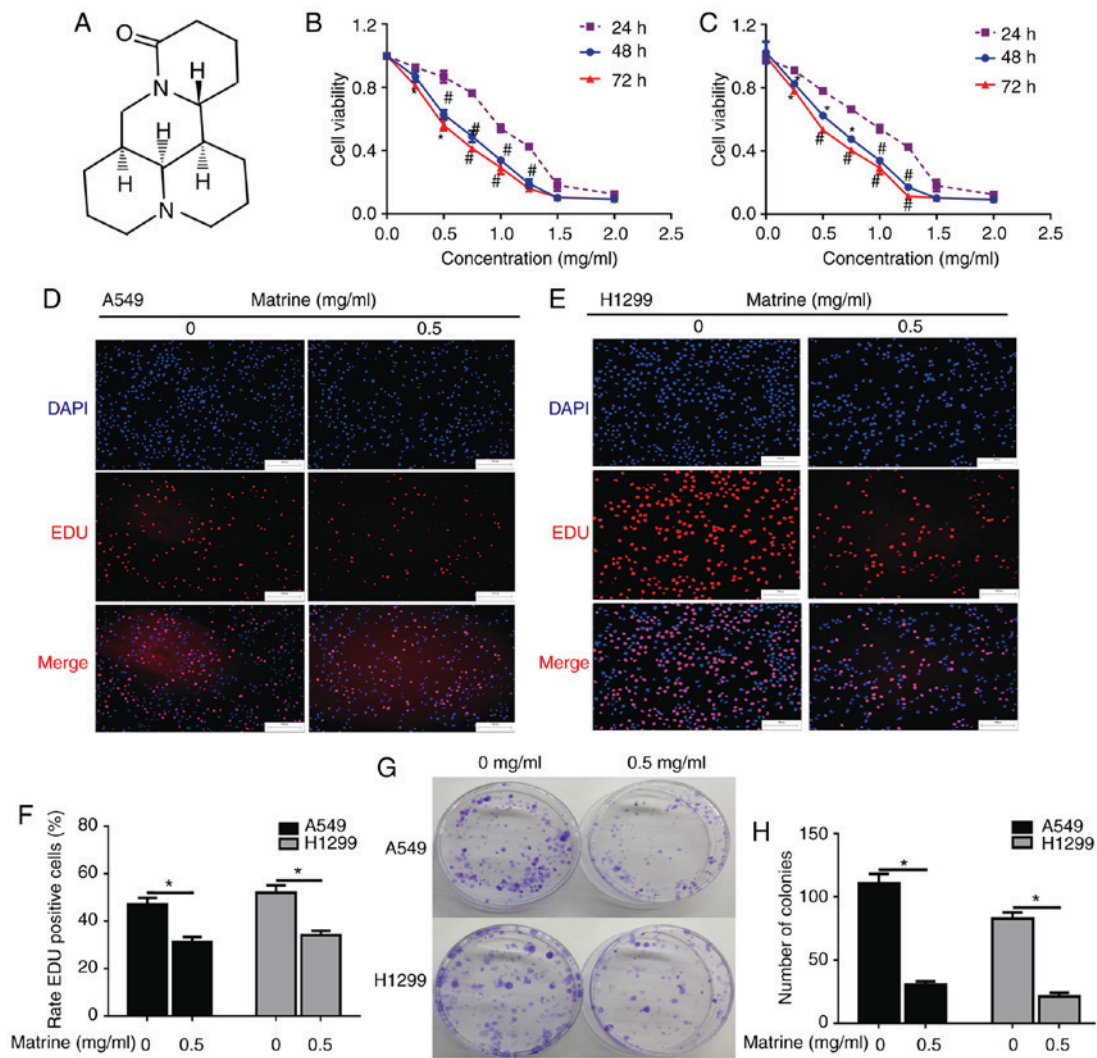 A
O
H
N
H
H
H
N
B
Cell viability
1.2
0.8
0.4
0.0
24 h
48 h
72 h
*
#
*
#
#
#
#
#
#
0.0 0.5 1.0 1.5 2.0 2.5
Concentration (mg/ml)
C
Cell viability
1.2
0.8
0.4
0.0
24 h
48 h
72 h
*
*
*
*
#
#
#
#
#
#
0.0 0.5 1.0 1.5 2.0 2.5
Concentration (mg/ml)
D
A549 Matrine (mg/ml)
0 0.5
DAPI
EDU
Merge
E
H1299 Matrine (mg/ml)
0 0.5
DAPI
EDU
Merge
F
Rate EDU positive cells (%)
80
60
40
20
0
A549
H1299
* *
Matrine (mg/ml) 0 0.5 0 0.5
G
0 mg/ml 0.5 mg/ml
A549
H1299
H
Number of colonies
150
100
50
0
A549
H1299
* *
Matrine (mg/ml) 0 0.5 0 0.5